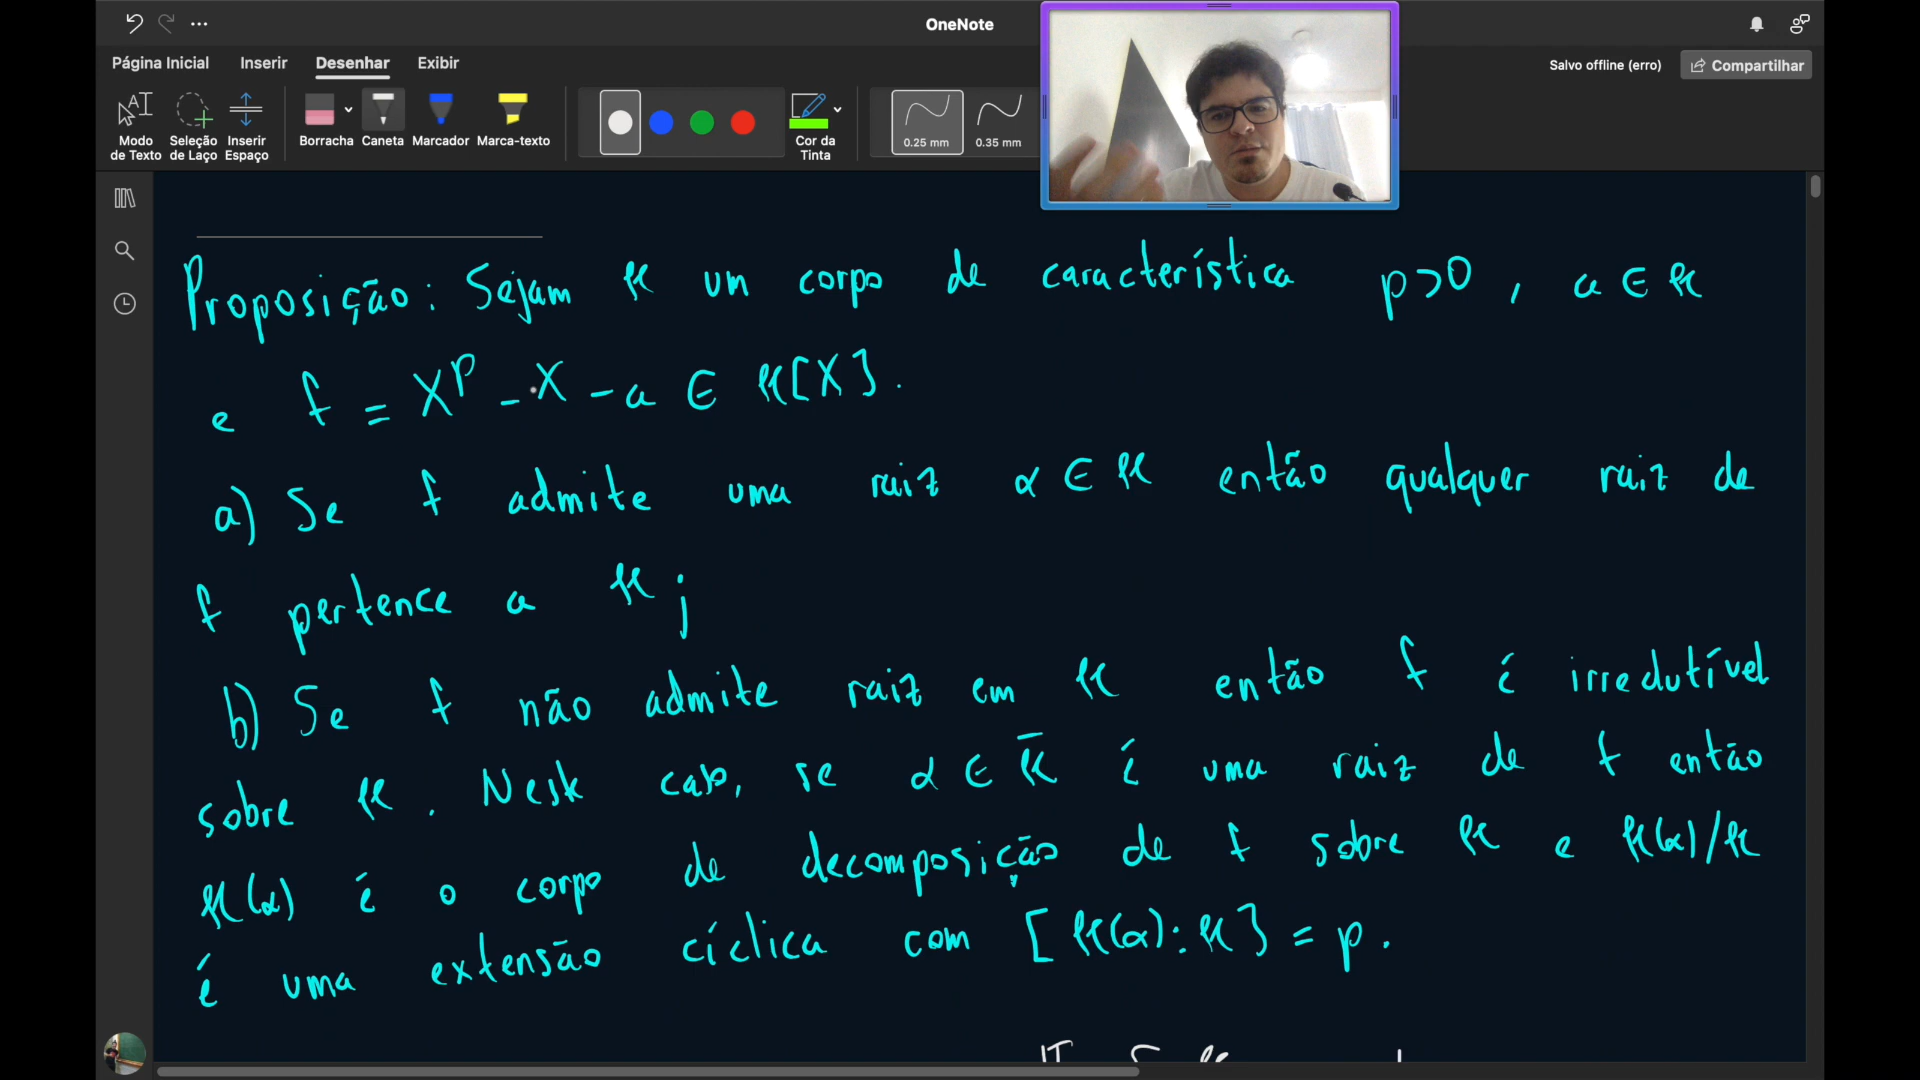 OneNote
Página Inicial Inserir Desenhar Exibir
Salvo offline (erro) Compartilhar
Modo de Texto
Seleção de Laço
Inserir Espaço
Borracha
Caneta
Marcador
Marca-texto
Cor da Tinta
0.25 mm
0.35 mm
Proposição: Sejam K um corpo de característica p>0, a ∈ K
e f = X^p - X - a ∈ K[X].
a) Se f admite uma raiz α ∈ K então qualquer raiz de
f pertence a K;
b) Se f não admite raiz em K então f é irredutível
sobre K. Neste caso, se α ∈ K̄ é uma raiz de f então
K(α) é o corpo de decomposição de f sobre K e K(α)/K
é uma extensão cíclica com [K(α):K] = p.